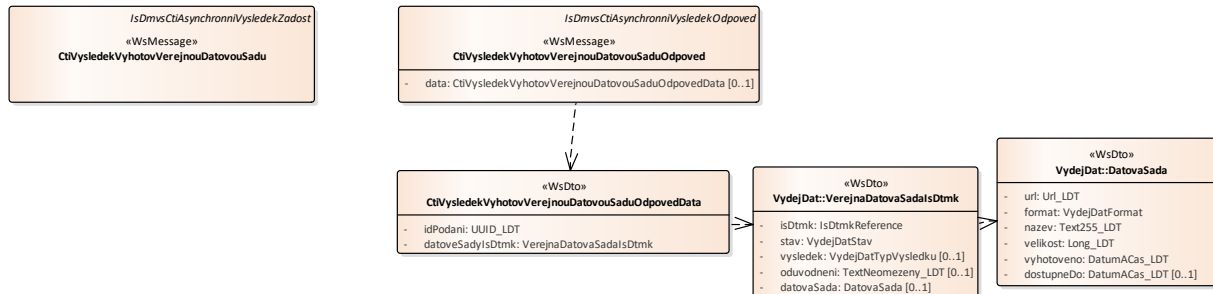 IsDmvsCtiAsynchronniVysledekZadost
«WsMessage»
CtiVysledekVyhotovVerejnouDatovouSadu
IsDmvsCtiAsynchronniVysledekOdpoved
«WsMessage»
CtiVysledekVyhotovVerejnouDatovouSaduOdpoved
- data: CtiVysledekVyhotovVerejnouDatovouSaduOdpovedData [0..1]
«WsDto»
CtiVysledekVyhotovVerejnouDatovouSaduOdpovedData
- idPodani: UUID_LDT
- datoveSadyIsDtmk: VerejnaDatovaSadaIsDtmk
«WsDto»
VydejDat::VerejnaDatovaSadaIsDtmk
- isDtmk: IsDtmkReference
- stav: VydejDatStav
- vysledek: VydejDatTypVysledku [0..1]
- oduvodneni: TextNeomezeny_LDT [0..1]
- datovaSada: DatovaSada [0..1]
«WsDto»
VydejDat::DatovaSada
- url: Url_LDT
- format: VydejDatFormat
- nazev: Text255_LDT
- velikost: Long_LDT
- vyhotoveno: DatumACas_LDT
- dostupneDo: DatumACas_LDT [0..1]